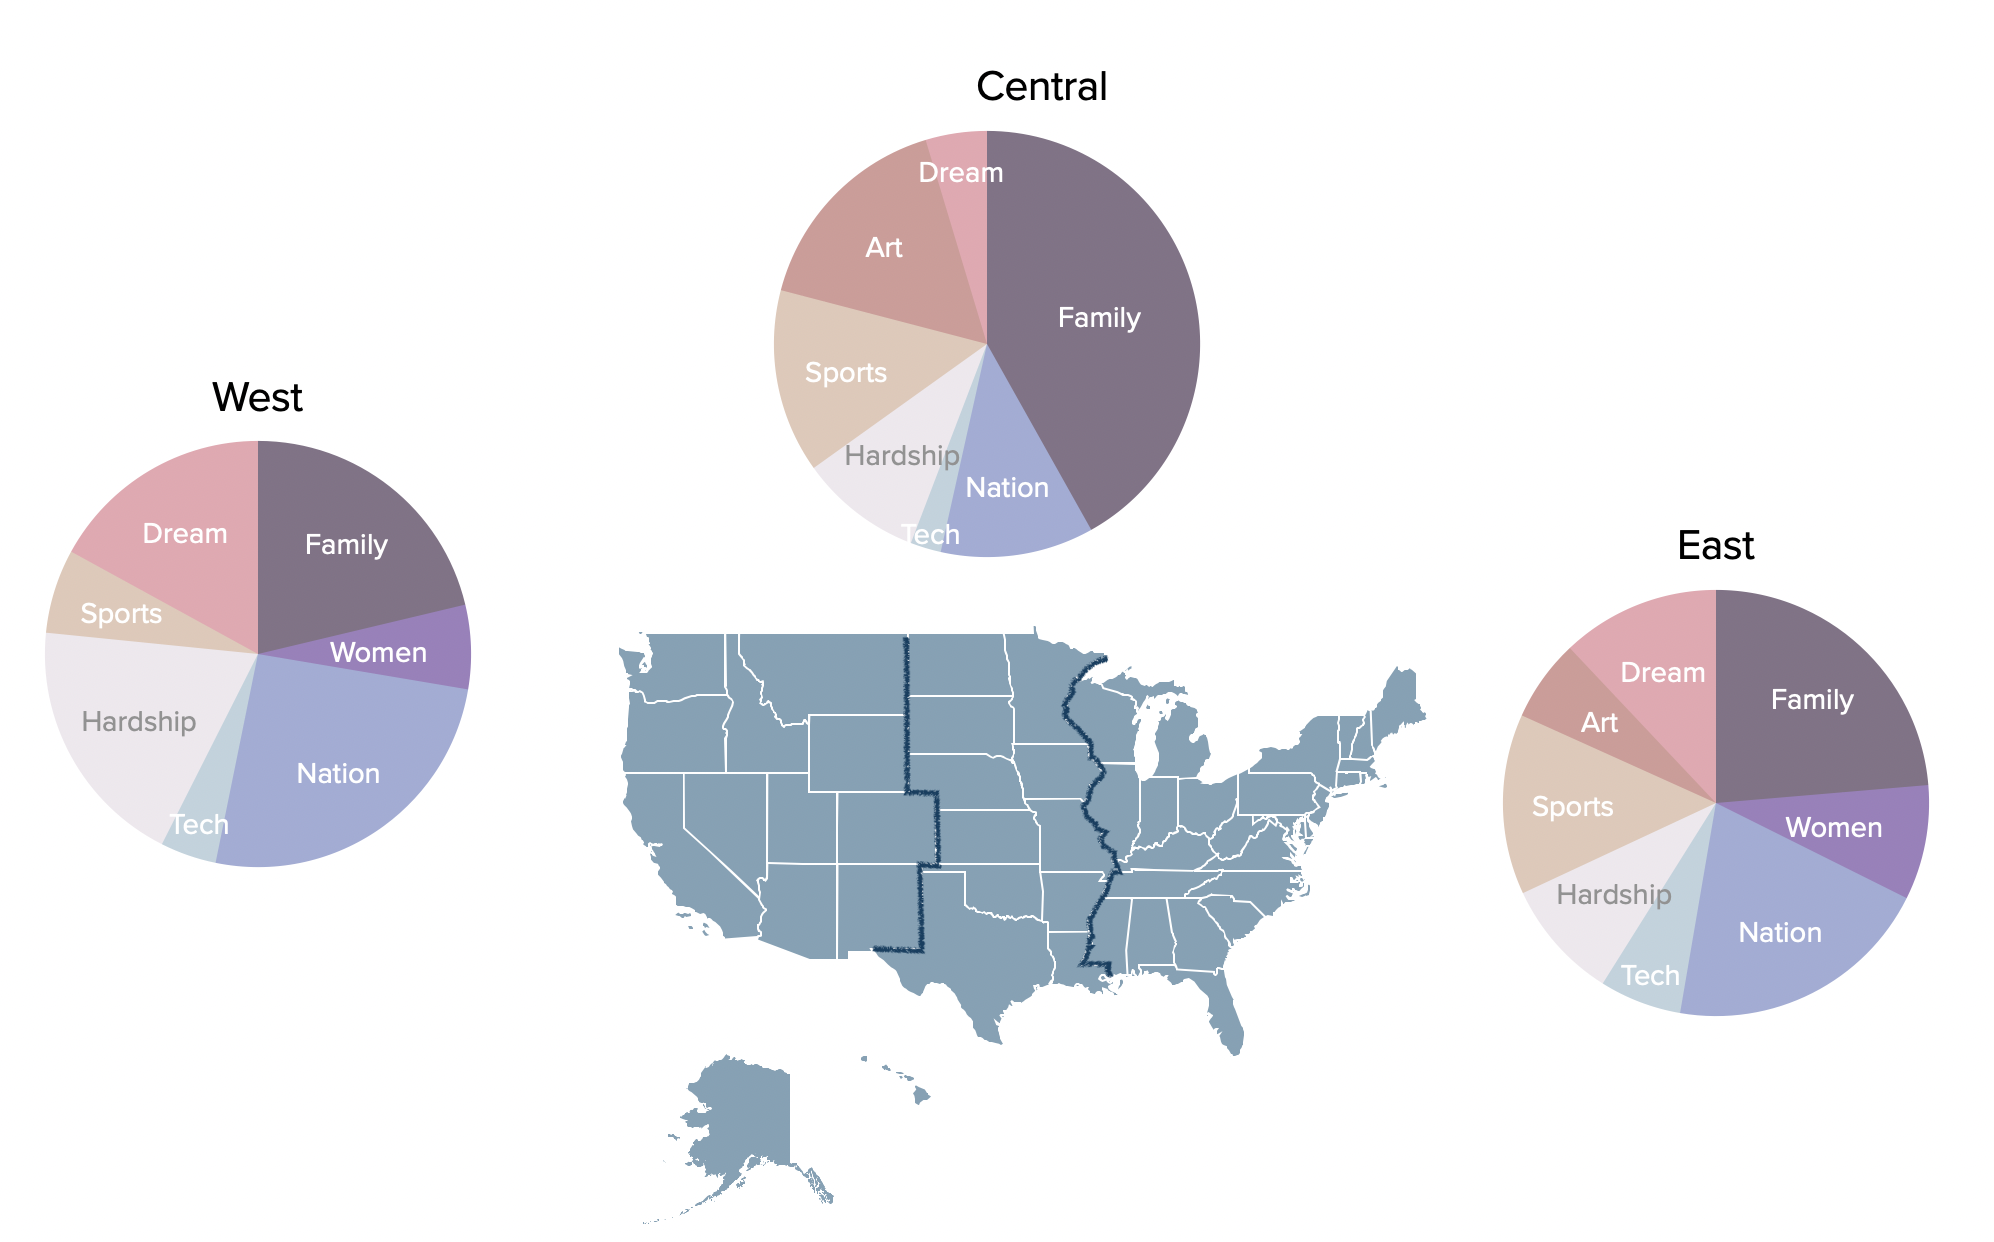 Central
Dream
Art
Family
Sports
Hardship
Nation
Tech
West
Dream
Family
Sports
Women
Hardship
Nation
Tech
East
Dream
Family
Art
Sports
Women
Hardship
Nation
Tech